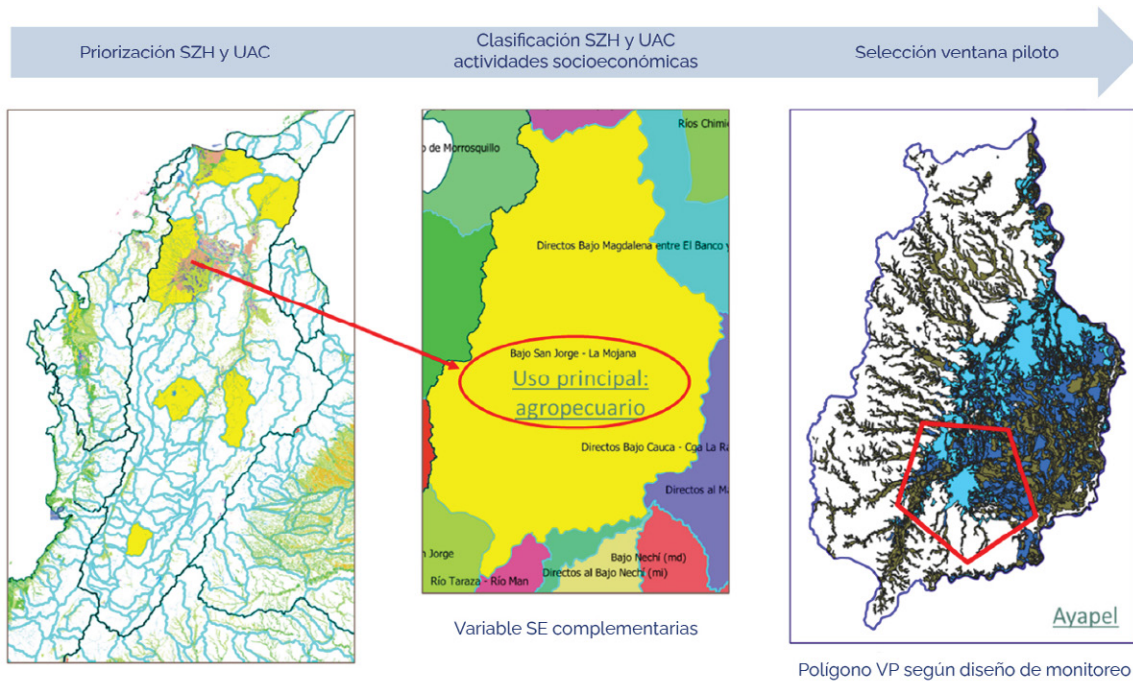 Priorización SZH y UAC
Clasificación SZH y UAC
actividades socioeconómicas
Selección ventana piloto
Ríos Chimi
o de Morrosquillo
Directos Bajo Magdalena entre El Banco y
Bajo San Jorge - La Mojana
Uso principal:
agropecuario
Directos Bajo Cauca - Cga La Ra
Directos al Ma
n Jorge
Bajo Nechí (md)
Directos al Bajo Nechí (mi)
Río Taraza - Río Man
Ayapel
Variable SE complementarias
Polígono VP según diseño de monitoreo